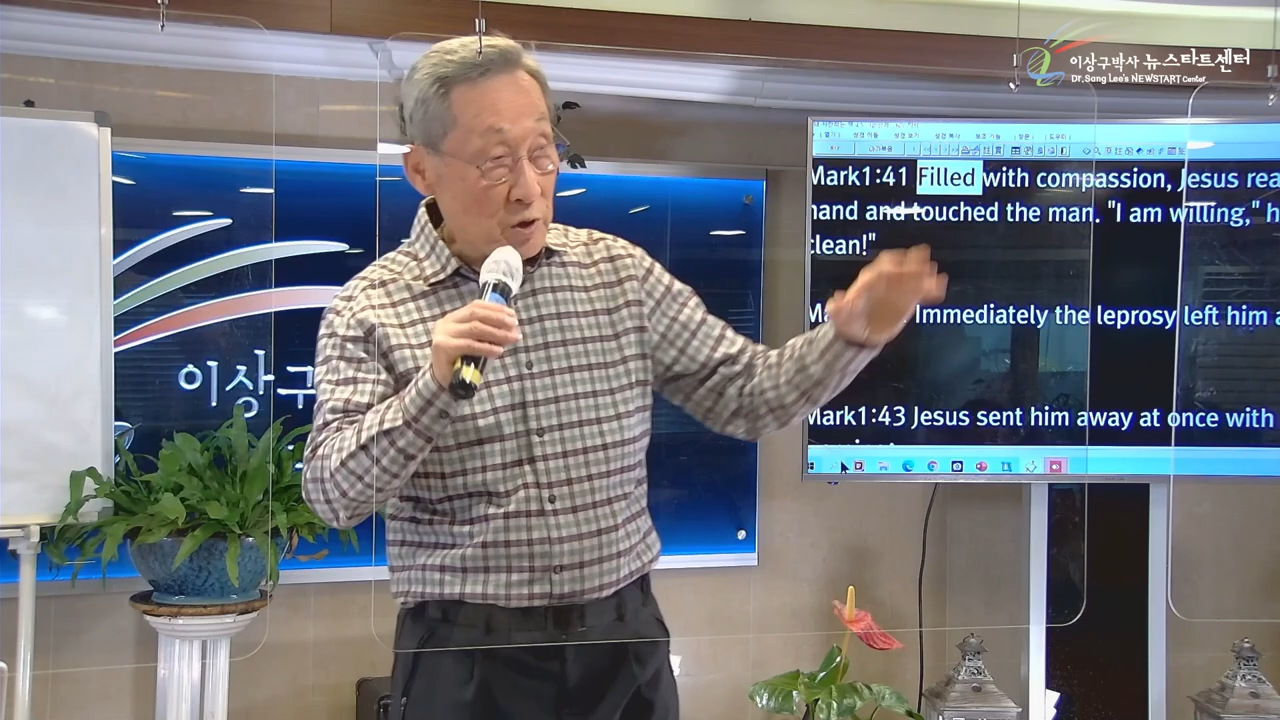 이상구박사 뉴스타트센터
Dr. Sang Lee's NEWSTART Center
이상구
Mark1:41 Filled with compassion, Jesus rea
hand and touched the man. "I am willing," h
clean!"
Immediately the leprosy left him a
Mark1:43 Jesus sent him away at once with